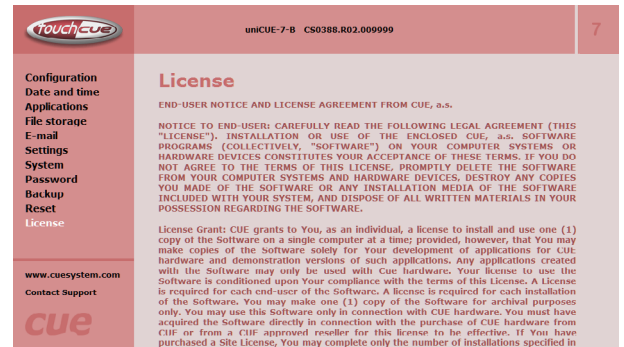 touchcue
uniCUE-7-B CS0388.R02.009999
7
Configuration
Date and time
Applications
File storage
E-mail
Settings
System
Password
Backup
Reset
License
www.cuesystem.com
Contact Support
cue
License
END-USER NOTICE AND LICENSE AGREEMENT FROM CUE, a.s.
NOTICE TO END-USER: CAREFULLY READ THE FOLLOWING LEGAL AGREEMENT (THIS
"LICENSE"). INSTALLATION OR USE OF THE ENCLOSED CUE, a.s. SOFTWARE
PROGRAMS (COLLECTIVELY, "SOFTWARE") ON YOUR COMPUTER SYSTEMS OR
HARDWARE DEVICES CONSTITUTES YOUR ACCEPTANCE OF THESE TERMS. IF YOU DO
NOT AGREE TO THE TERMS OF THIS LICENSE, PROMPTLY DELETE THE SOFTWARE
FROM YOUR COMPUTER SYSTEMS AND HARDWARE DEVICES, DESTROY ANY COPIES
YOU MADE OF THE SOFTWARE OR ANY INSTALLATION MEDIA OF THE SOFTWARE
INCLUDED WITH YOUR SYSTEM, AND DISPOSE OF ALL WRITTEN MATERIALS IN YOUR
POSSESSION REGARDING THE SOFTWARE.
License Grant: CUE grants to You, as an individual, a license to install and use one (1)
copy of the Software on a single computer at a time; provided, however, that You may
make copies of the Software solely for Your development of applications for CUE
hardware and demonstration versions of such applications. Any applications created
with the Software may only be used with Cue hardware. Your license to use the
Software is conditioned upon Your compliance with the terms of this License. A License
is required for each end-user of the Software. A license is required for each installation
of the Software. You may make one (1) copy of the Software for archival purposes
only. You may use this Software only in connection with CUE hardware. You must have
acquired the Software directly in connection with the purchase of CUE hardware from
CUE or from a CUE approved reseller for this license to be effective. If You have
purchased a Site License, You may complete only the number of installations specified in